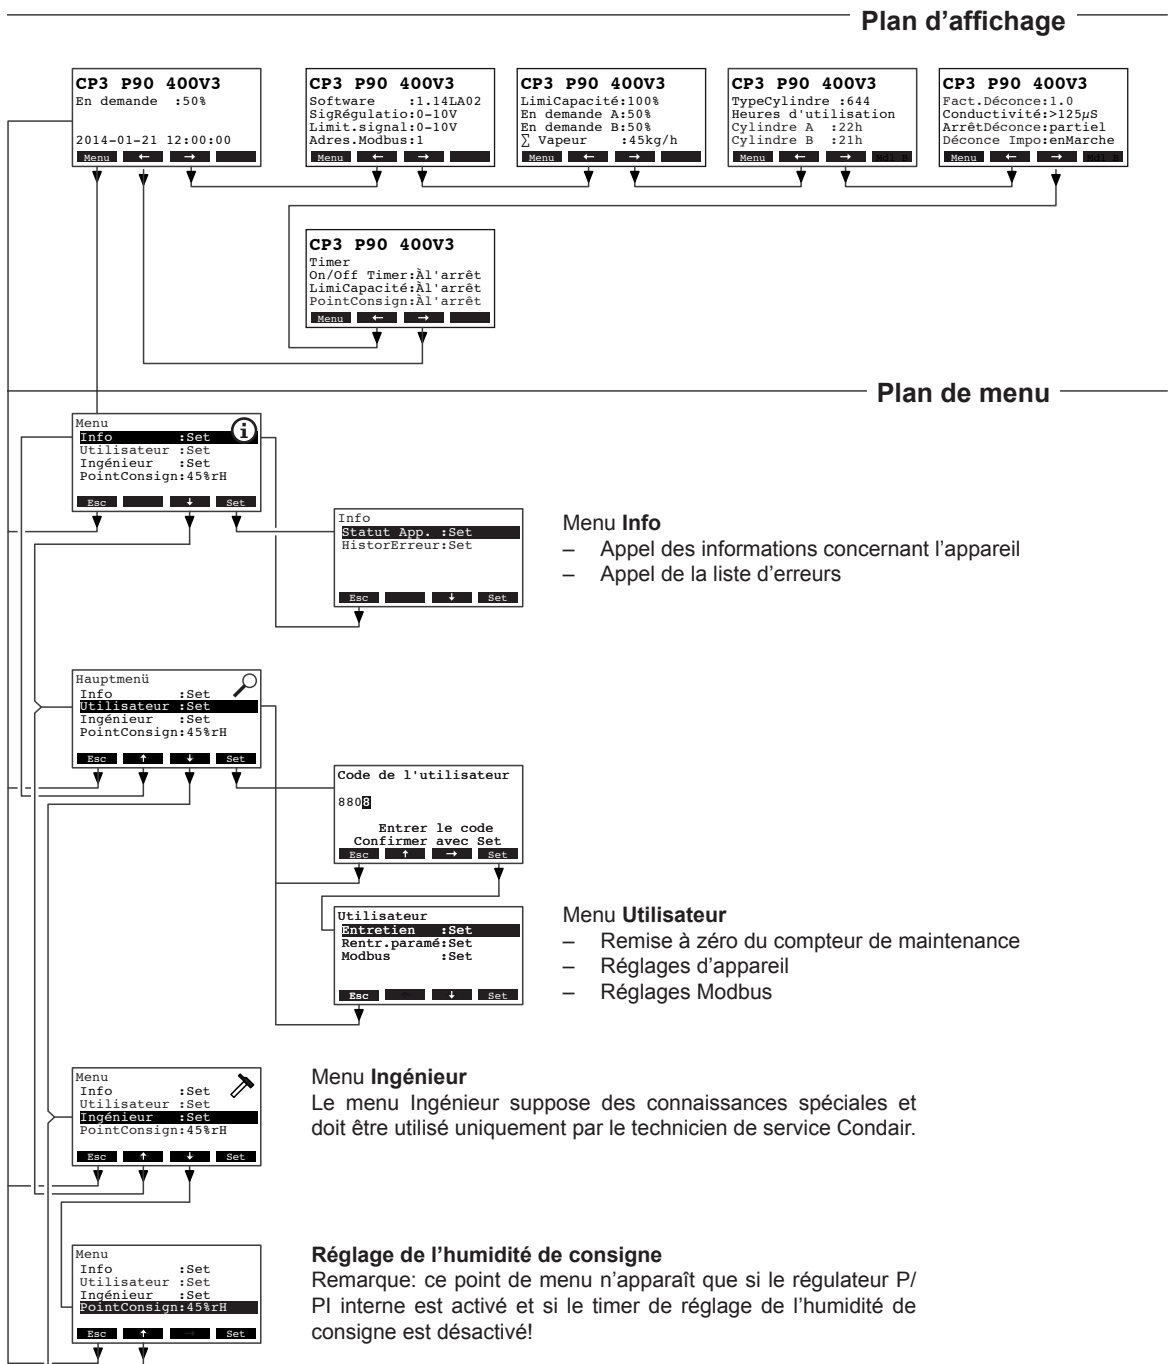 Plan d’affichage
CP3 P90 400V3
En demande :50%
2014-01-21 12:00:00
Menu ← →
CP3 P90 400V3
Software :1.14LA02
SigRégulatio:0-10V
Limit.signal:0-10V
Adres.Modbus:1
Menu ← →
CP3 P90 400V3
LimiCapacité:100%
En demande A:50%
En demande B:50%
∑ Vapeur :45kg/h
Menu ← →
CP3 P90 400V3
TypeCylindre :644
Heures d'utilisation
Cylindre A :22h
Cylindre B :21h
Menu ← → Mdl B
CP3 P90 400V3
Fact.Déconce:1.0
Conductivité:>125µS
ArrêtDéconce:partiel
Déconce Impo:enMarche
Menu ← → Mdl B
CP3 P90 400V3
Timer
On/Off Timer:Àl'arrêt
LimiCapacité:Àl'arrêt
PointConsign:Àl'arrêt
Menu ← →
Plan de menu
Menu
Info :Set
Utilisateur :Set
Ingénieur :Set
PointConsign:45%rH
Esc ↓ Set
Info
Statut App. :Set
HistorErreur:Set
Esc ↓ Set
Menu Info
– Appel des informations concernant l’appareil
– Appel de la liste d’erreurs
Hauptmenü
Info :Set
Utilisateur :Set
Ingénieur :Set
PointConsign:45%rH
Esc ↑ ↓ Set
Code de l'utilisateur
8808
Entrer le code
Confirmer avec Set
Esc ↑ → Set
Utilisateur
Entretien :Set
Rentr.paramé:Set
Modbus :Set
Esc ↓ Set
Menu Utilisateur
– Remise à zéro du compteur de maintenance
– Réglages d’appareil
– Réglages Modbus
Menu
Info :Set
Utilisateur :Set
Ingénieur :Set
PointConsign:45%rH
Esc ↑ ↓ Set
Menu Ingénieur
Le menu Ingénieur suppose des connaissances spéciales et
doit être utilisé uniquement par le technicien de service Condair.
Menu
Info :Set
Utilisateur :Set
Ingénieur :Set
PointConsign:45%rH
Esc ↑ → Set
Réglage de l’humidité de consigne
Remarque: ce point de menu n’apparaît que si le régulateur P/
PI interne est activé et si le timer de réglage de l’humidité de
consigne est désactivé!